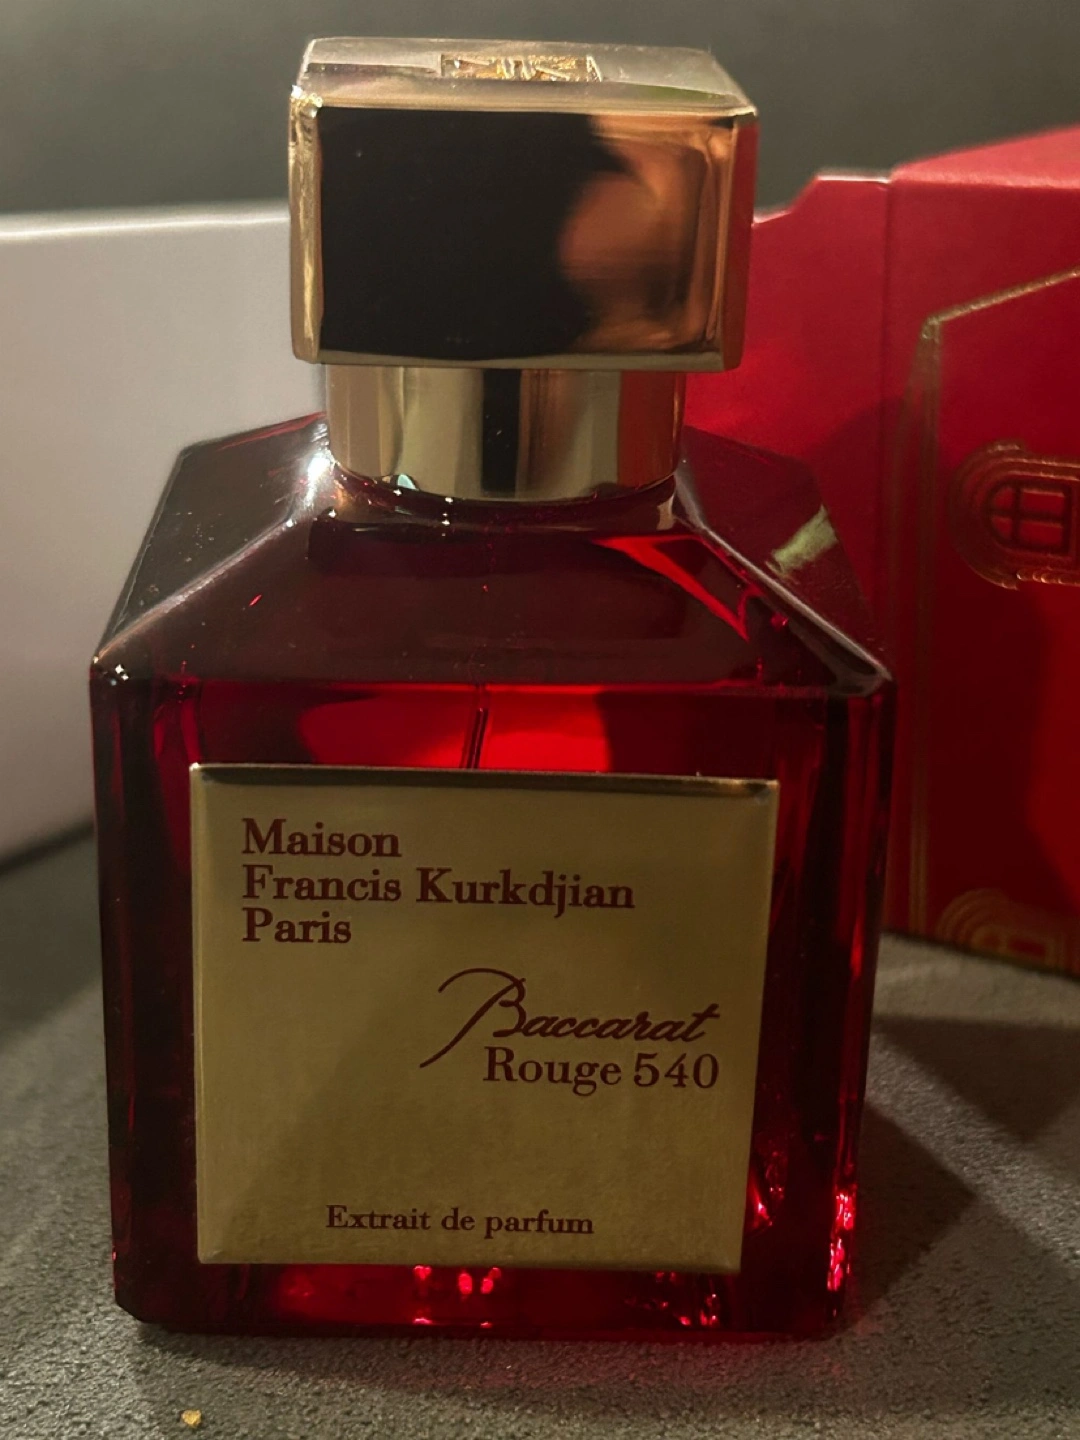 Maison
Francis Kurkdjian
Paris
Baccarat
Rouge 540
Extrait de parfum